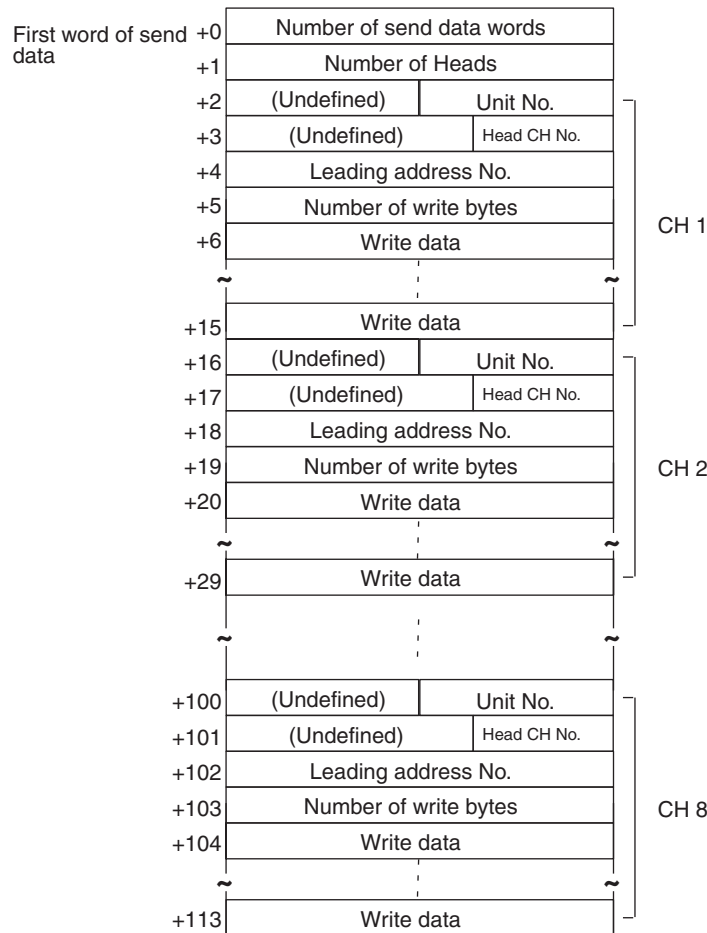 First word of send data
+0 Number of send data words
+1 Number of Heads
+2 (Undefined) Unit No.
+3 (Undefined) Head CH No.
+4 Leading address No.
+5 Number of write bytes
+6 Write data
CH 1
+15 Write data
+16 (Undefined) Unit No.
+17 (Undefined) Head CH No.
+18 Leading address No.
+19 Number of write bytes
+20 Write data
CH 2
+29 Write data
+100 (Undefined) Unit No.
+101 (Undefined) Head CH No.
+102 Leading address No.
+103 Number of write bytes
+104 Write data
CH 8
+113 Write data